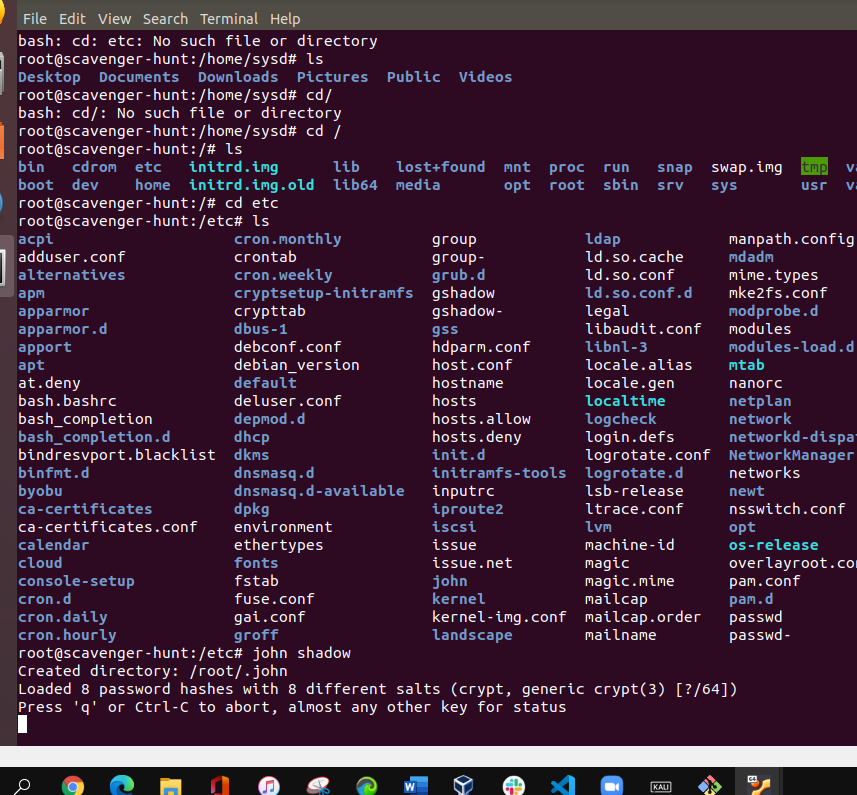 File Edit View Search Terminal Help
bash: cd: etc: No such file or directory
root@scavenger-hunt:/home/sysd# ls
Desktop Documents Downloads Pictures Public Videos
root@scavenger-hunt:/home/sysd# cd/
bash: cd/: No such file or directory
root@scavenger-hunt:/home/sysd# cd /
root@scavenger-hunt:/# ls
bin cdrom etc initrd.img lib lost+found mnt proc run snap swap.img tmp
boot dev home initrd.img.old lib64 media opt root sbin srv sys usr
root@scavenger-hunt:/# cd etc
root@scavenger-hunt:/etc# ls
acpi cron.monthly group ldap manpath.config
adduser.conf crontab group- ld.so.cache mdadm
alternatives cron.weekly grub.d ld.so.conf mime.types
apm cryptsetup-initramfs gshadow ld.so.conf.d mke2fs.conf
apparmor crypttab gshadow- legal modprobe.d
apparmor.d dbus-1 gss libaudit.conf modules
apport debconf.conf hdparm.conf libnl-3 modules-load.d
apt debian_version host.conf locale.alias mtab
at.deny default hostname locale.gen nanorc
bash.bashrc deluser.conf hosts localtime netplan
bash_completion depmod.d hosts.allow logcheck network
bash_completion.d dhcp hosts.deny login.defs networkd-dispat
bindresvport.blacklist dkms init.d logrotate.conf NetworkManager
binfmt.d dnsmasq.d initramfs-tools logrotate.d networks
byobu dnsmasq.d-available inputrc lsb-release newt
ca-certificates dpkg iproute2 ltrace.conf nsswitch.conf
ca-certificates.conf environment iscsi lvm opt
calendar ethertypes issue machine-id os-release
cloud fonts issue.net magic overlayroot.co
console-setup fstab john magic.mime pam.conf
cron.d fuse.conf kernel mailcap pam.d
cron.daily gai.conf kernel-img.conf mailcap.order passwd
cron.hourly groff landscape mailname passwd-
root@scavenger-hunt:/etc# john shadow
Created directory: /root/.john
Loaded 8 password hashes with 8 different salts (crypt, generic crypt(3) [?/64])
Press 'q' or Ctrl-C to abort, almost any other key for status
KALI